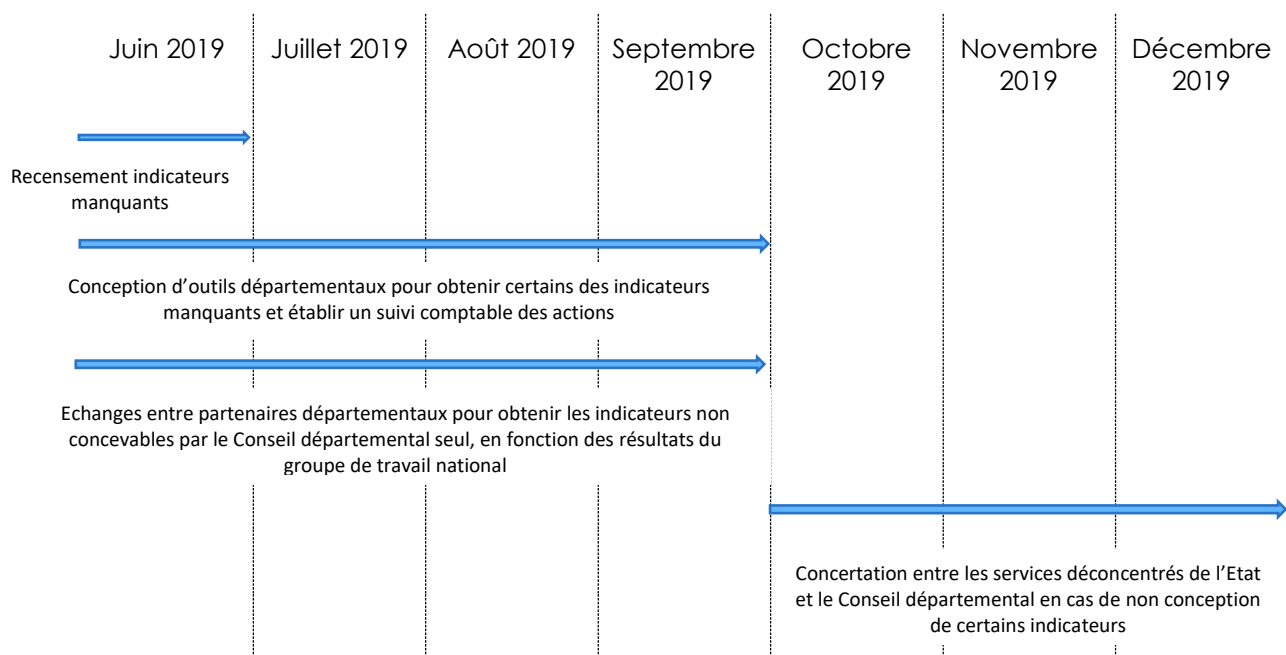 Juin 2019
Juillet 2019
Août 2019
Septembre
2019
Octobre
2019
Novembre
2019
Décembre
2019
Recensement indicateurs
manquants
Conception d’outils départementaux pour obtenir certains des indicateurs
manquants et établir un suivi comptable des actions
Echanges entre partenaires départementaux pour obtenir les indicateurs non
concevables par le Conseil départemental seul, en fonction des résultats du
groupe de travail national
Concertation entre les services déconcentrés de l’Etat
et le Conseil départemental en cas de non conception
de certains indicateurs